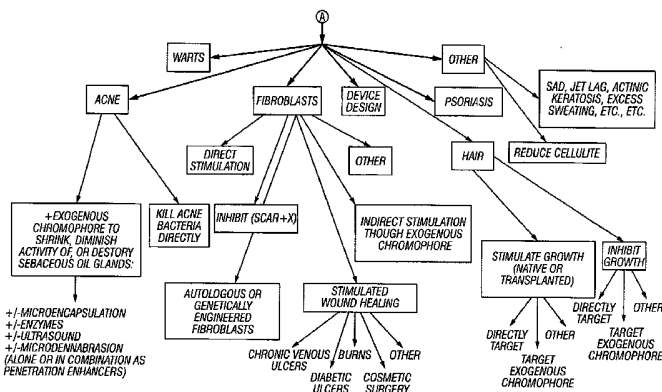 A
WARTS
OTHER
ACNE
FIBROBLASTS
DEVICE
DESIGN
PSORIASIS
SAD, JET LAG, ACTINIC
KERATOSIS, EXCESS
SWEATING, ETC., ETC.
DIRECT
STIMULATION
OTHER
HAIR
REDUCE CELLULITE
+EXOGENOUS
CHROMOPHORE TO
SHRINK, DIMINISH
ACTIVITY OF, OR DESTORY
SEBACEOUS OIL GLANDS:
KILL ACNE
BACTERIA
DIRECTLY
INHIBIT (SCAR+X)
INDIRECT STIMULATION
THOUGH EXOGENOUS
CHROMOPHORE
STIMULATE GROWTH
(NATIVE OR
TRANSPLANTED)
INHIBIT
GROWTH
AUTOLOGOUS OR
GENETICALLY
ENGINEERED
FIBROBLASTS
STIMULATED
WOUND HEALING
+/-MICROENCAPSULATION
+/-ENZYMES
+/-ULTRASOUND
+/-MICRODENNABRASION
(ALONE OR IN COMBINATION AS
PENETRATION ENHANCERS)
CHRONIC VENOUS
ULCERS
DIABETIC
ULCERS
BURNS
COSMETIC
SURGERY
OTHER
DIRECTLY
TARGET
TARGET
EXOGENOUS
CHROMOPHORE
OTHER
DIRECTLY
TARGET
TARGET
EXOGENOUS
CHROMOPHORE
OTHER